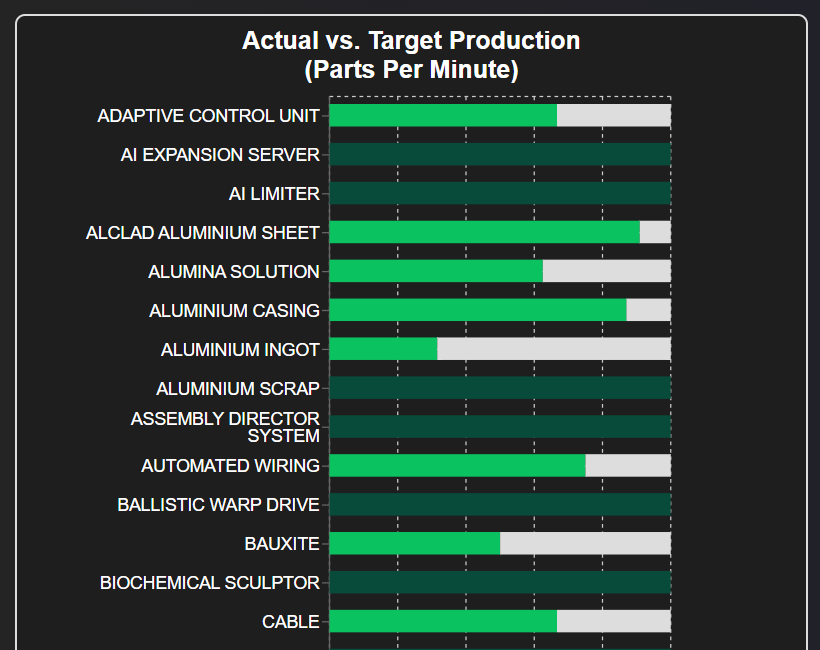 Actual vs. Target Production
(Parts Per Minute)
ADAPTIVE CONTROL UNIT
AI EXPANSION SERVER
AI LIMITER
ALCLAD ALUMINIUM SHEET
ALUMINA SOLUTION
ALUMINIUM CASING
ALUMINIUM INGOT
ALUMINIUM SCRAP
ASSEMBLY DIRECTOR
SYSTEM
AUTOMATED WIRING
BALLISTIC WARP DRIVE
BAUXITE
BIOCHEMICAL SCULPTOR
CABLE